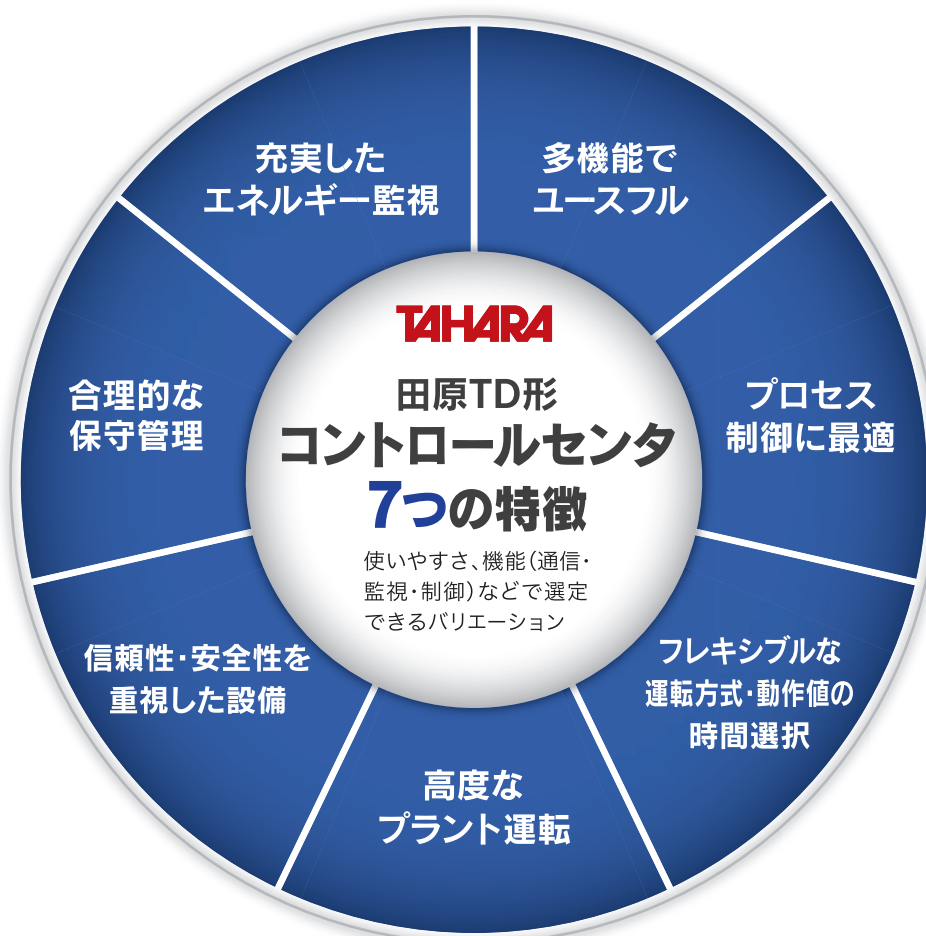 TAHARA
田原TD形
コントロールセンタ
7つの特徴
使いやすさ、機能(通信・
監視・制御)などで選定
できるバリエーション
多機能で
ユースフル
プロセス
制御に最適
フレキシブルな
運転方式・動作値の
時間選択
高度な
プラント運転
信頼性・安全性を
重視した設備
合理的な
保守管理
充実した
エネルギー監視